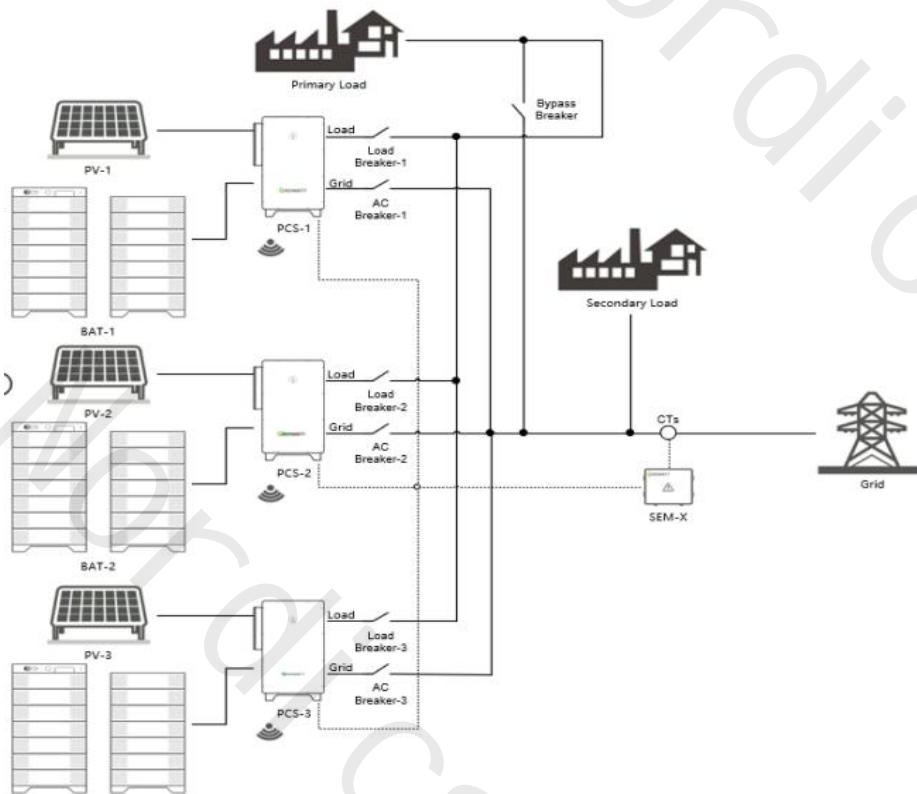 Primary Load
Bypass
Breaker
PV-1
Load
Load
Breaker-1
Grid
AC
Breaker-1
GROWATT
PCS-1
BAT-1
Secondary Load
PV-2
Load
Load
Breaker-2
Grid
AC
Breaker-2
PCS-2
CTs
Grid
SEM-X
BAT-2
PV-3
Load
Load
Breaker-3
Grid
AC
Breaker-3
PCS-3
Nordic